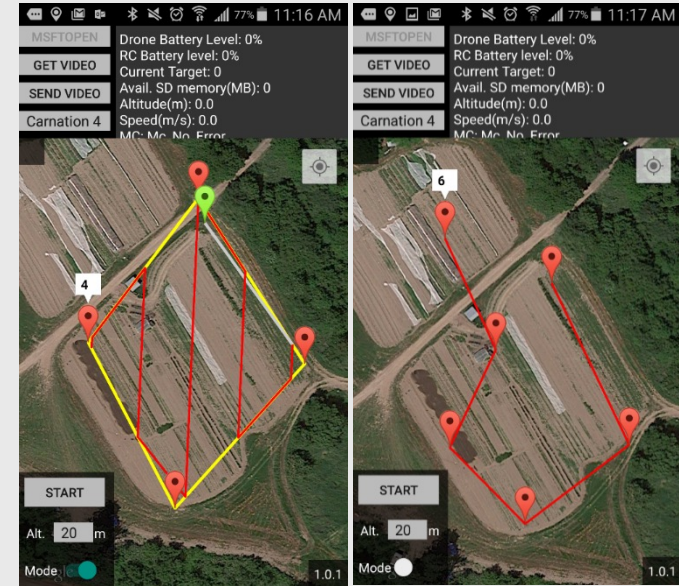 77% 11:16 AM
MSFTOPEN
GET VIDEO
SEND VIDEO
Carnation 4
Drone Battery Level: 0%
RC Battery level: 0%
Current Target: 0
Avail. SD memory(MB): 0
Altitude(m): 0.0
Speed(m/s): 0.0
MC: Mc. No. Error
4
START
Alt. 20 m
Mode
1.0.1
77% 11:17 AM
MSFTOPEN
GET VIDEO
SEND VIDEO
Carnation 4
Drone Battery Level: 0%
RC Battery level: 0%
Current Target: 0
Avail. SD memory(MB): 0
Altitude(m): 0.0
Speed(m/s): 0.0
MC: Mc. No. Error
6
START
Alt. 20 m
Mode
1.0.1